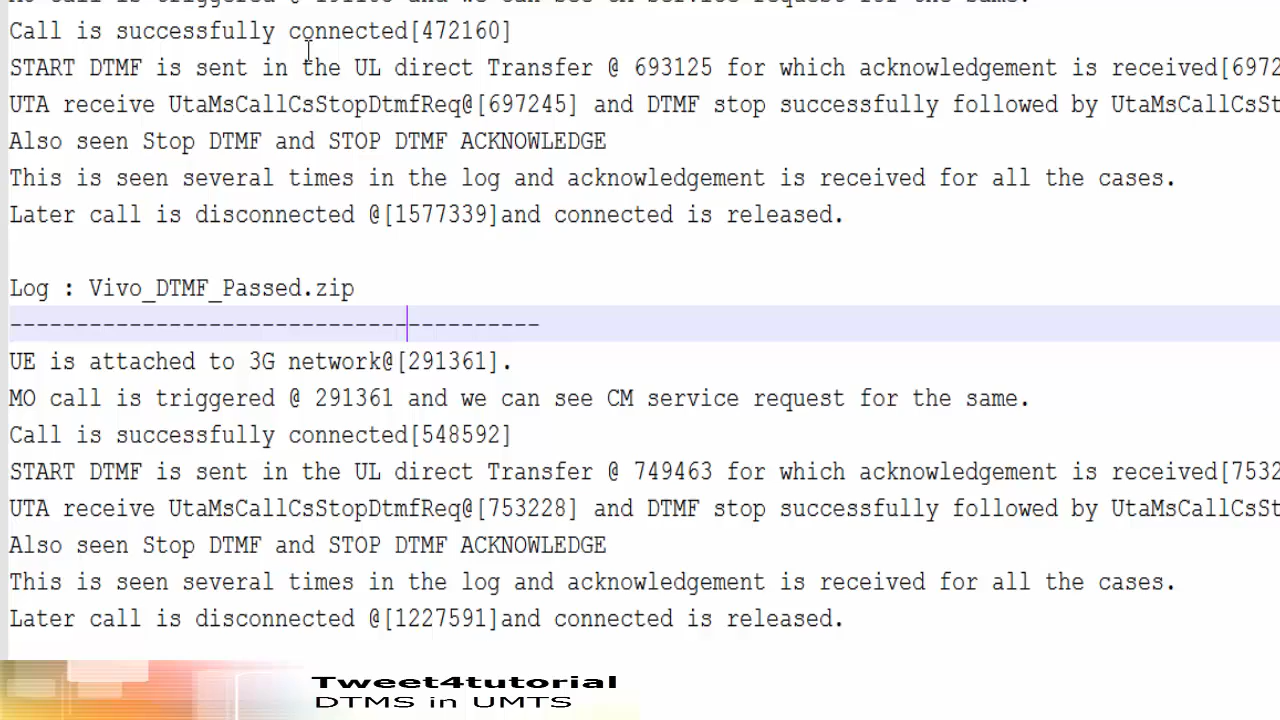 Call is successfully connected[472160]
START DTMF is sent in the UL direct Transfer @ 693125 for which acknowledgement is received[6972
UTA receive UtaMsCallCsStopDtmfReq@[697245] and DTMF stop successfully followed by UtaMsCallCsSt
Also seen Stop DTMF and STOP DTMF ACKNOWLEDGE
This is seen several times in the log and acknowledgement is received for all the cases.
Later call is disconnected @[1577339]and connected is released.
Log : Vivo_DTMF_Passed.zip
----------------------------------------
UE is attached to 3G network@[291361].
MO call is triggered @ 291361 and we can see CM service request for the same.
Call is successfully connected[548592]
START DTMF is sent in the UL direct Transfer @ 749463 for which acknowledgement is received[7532
UTA receive UtaMsCallCsStopDtmfReq@[753228] and DTMF stop successfully followed by UtaMsCallCsSt
Also seen Stop DTMF and STOP DTMF ACKNOWLEDGE
This is seen several times in the log and acknowledgement is received for all the cases.
Later call is disconnected @[1227591]and connected is released.
Tweet4tutorial
DTMS in UMTS